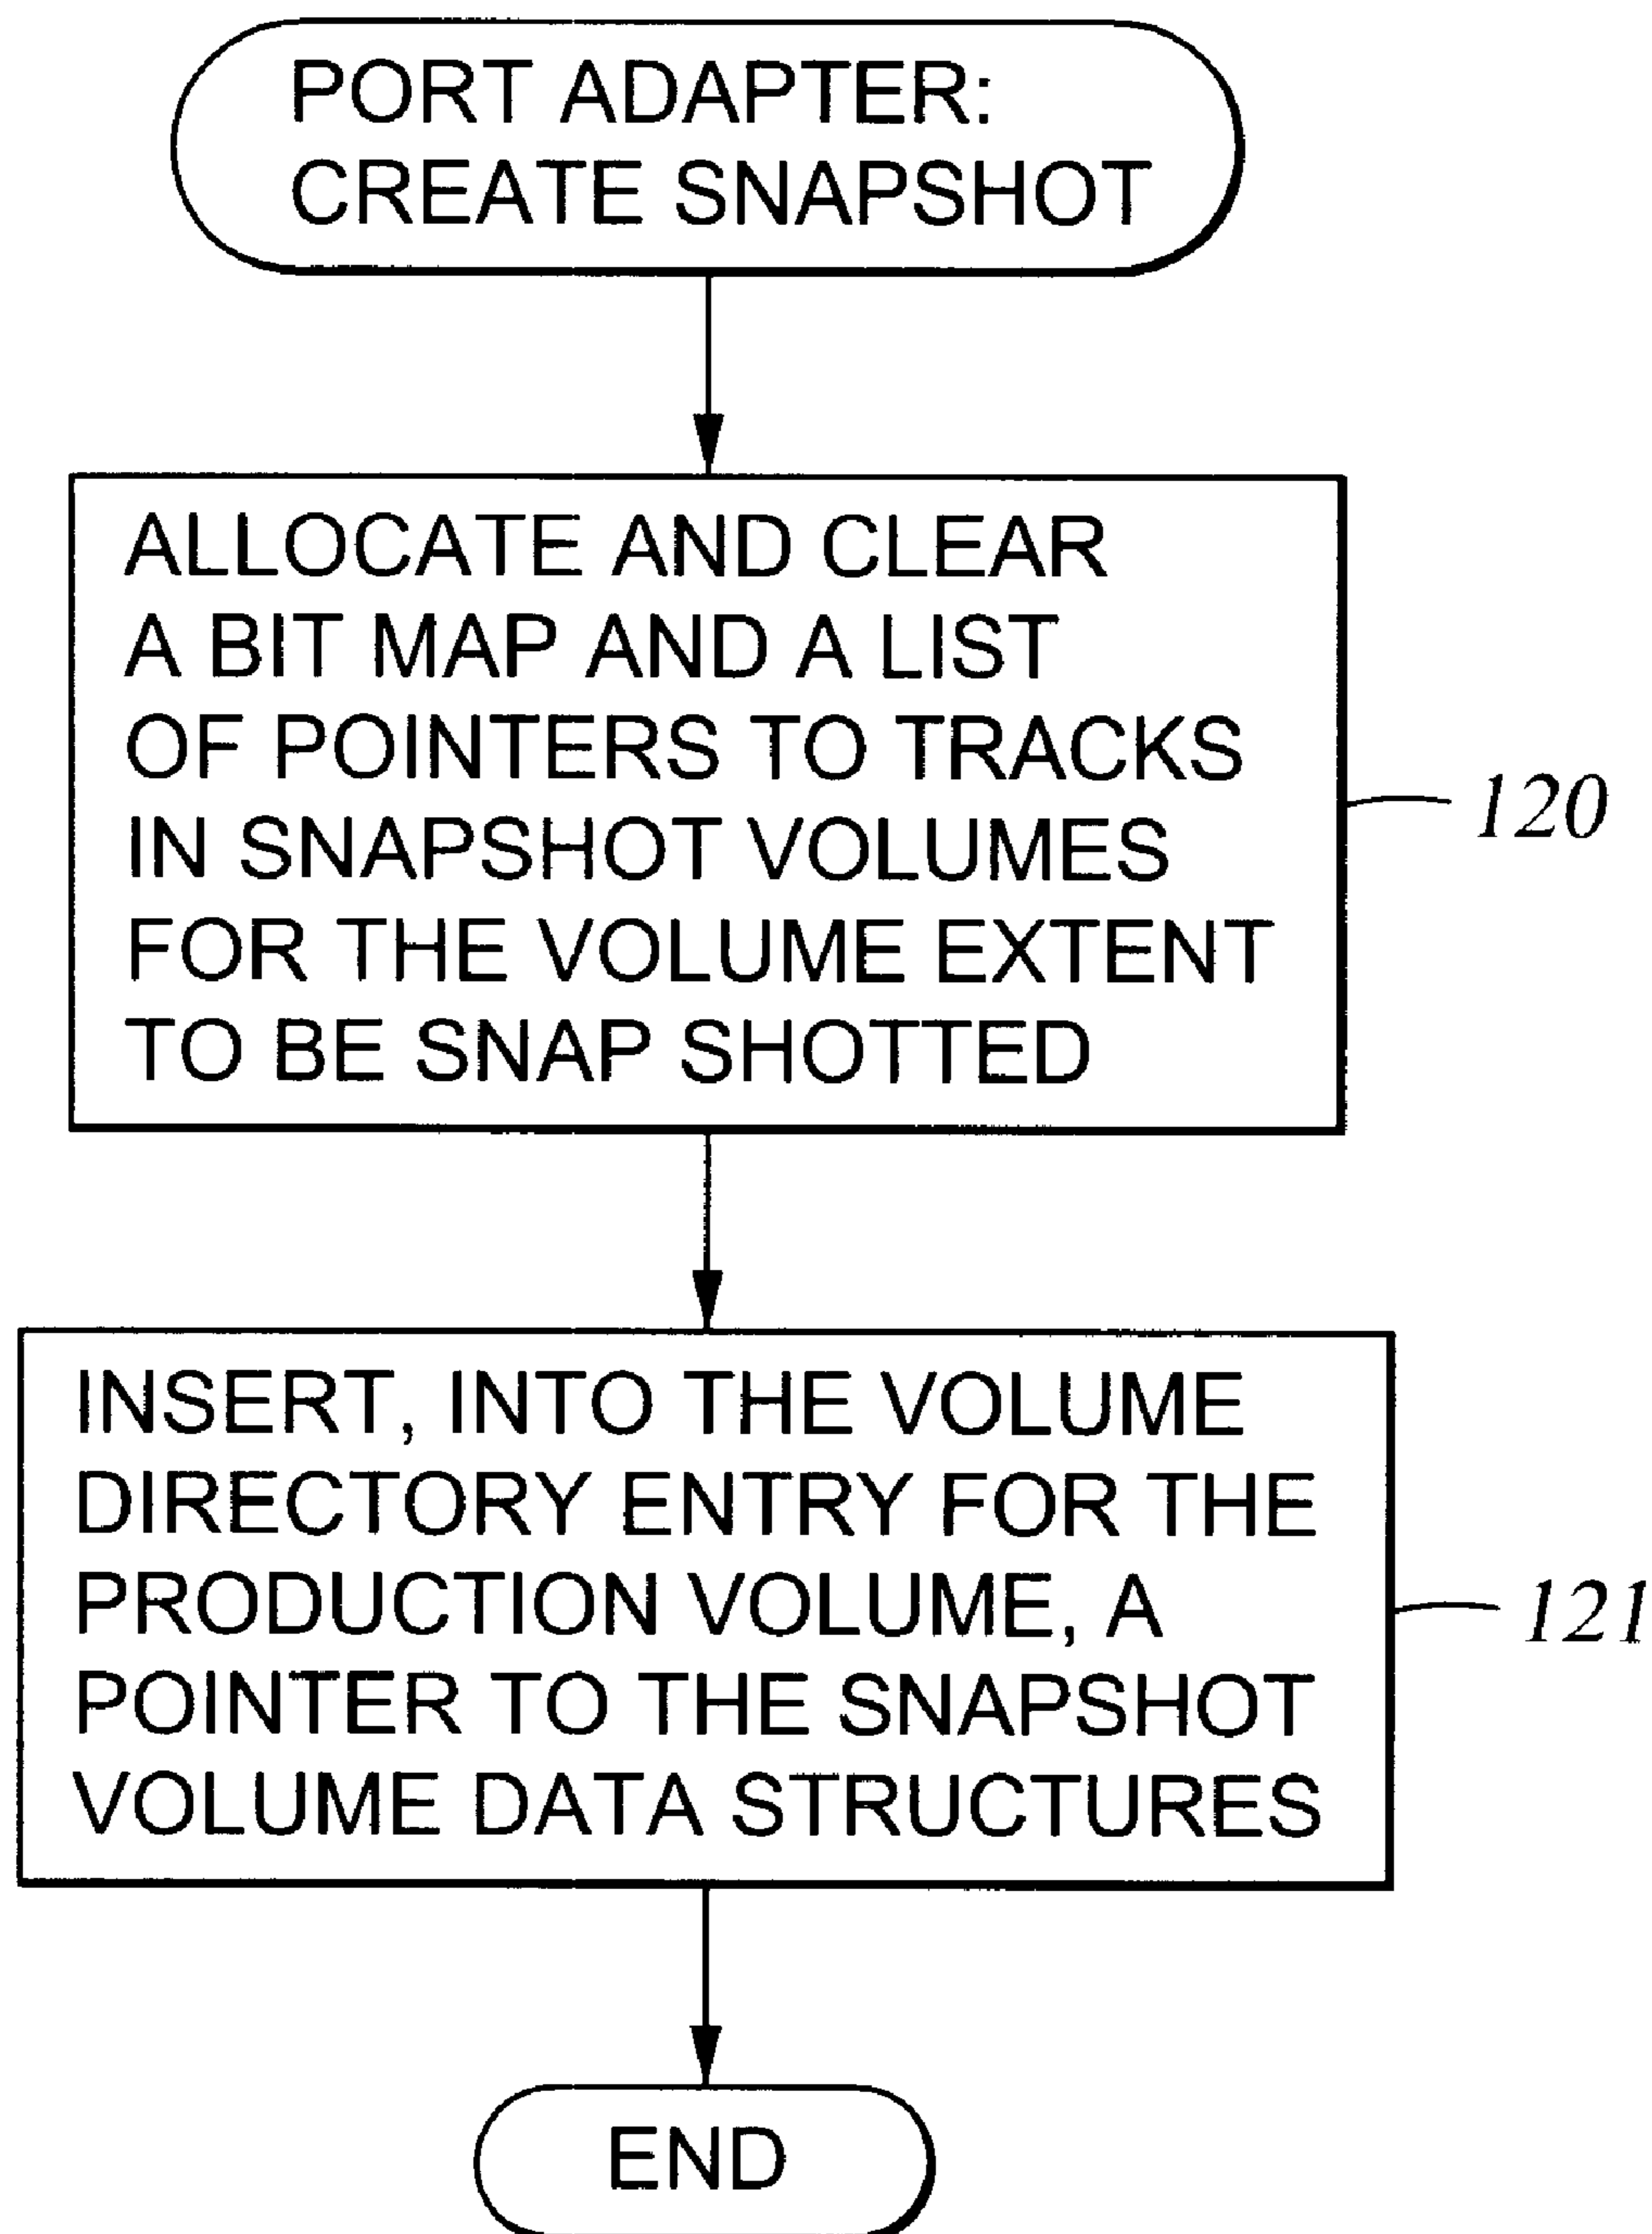 PORT ADAPTER:
CREATE SNAPSHOT
ALLOCATE AND CLEAR
A BIT MAP AND A LIST
OF POINTERS TO TRACKS
IN SNAPSHOT VOLUMES
FOR THE VOLUME EXTENT
TO BE SNAP SHOTTED
120
INSERT, INTO THE VOLUME
DIRECTORY ENTRY FOR THE
PRODUCTION VOLUME, A
POINTER TO THE SNAPSHOT
VOLUME DATA STRUCTURES
121
END